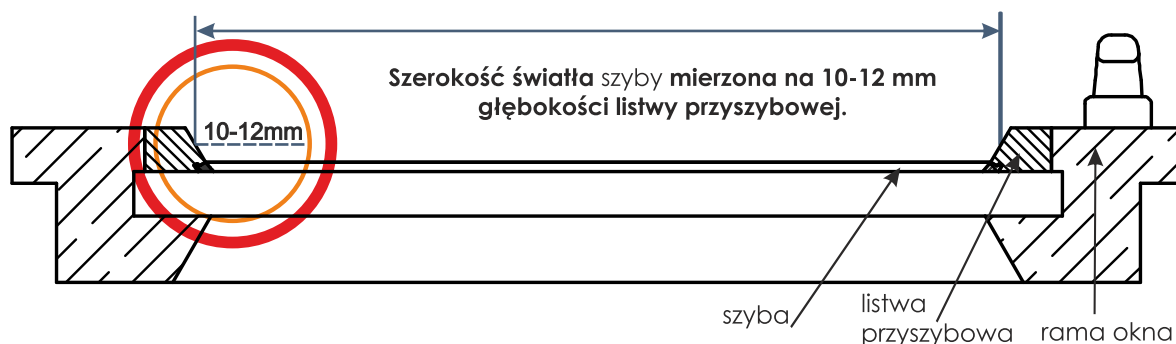 Szerokość światła szyby mierzona na 10-12 mm
głębokości listwy przyszybowej.
10-12mm
szyba
listwa
przyszybowa
rama okna